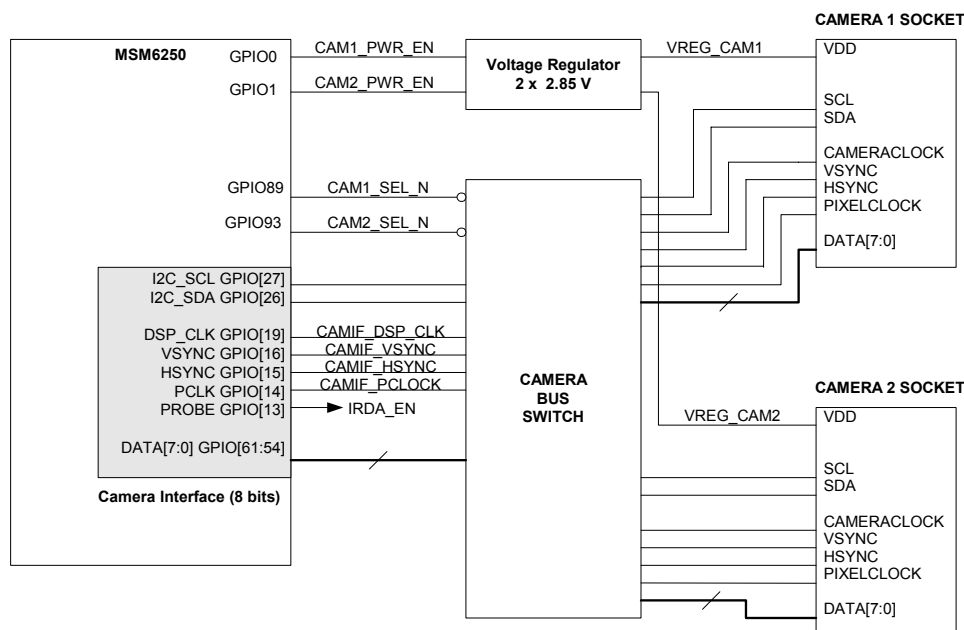 CAMERA 1 SOCKET
MSM6250
GPIO0
CAM1_PWR_EN
GPIO1
CAM2_PWR_EN
Voltage Regulator
2 x 2.85 V
VREG_CAM1
VDD
SCL
SDA
CAMERACLOCK
VSYNC
HSYNC
PIXELCLOCK
DATA[7:0]
GPIO89
CAM1_SEL_N
GPIO93
CAM2_SEL_N
I2C_SCL GPIO[27]
I2C_SDA GPIO[26]
DSP_CLK GPIO[19]
CAMIF_DSP_CLK
VSYNC GPIO[16]
CAMIF_VSYNC
HSYNC GPIO[15]
CAMIF_HSYNC
PCLK GPIO[14]
CAMIF_PCLOCK
PROBE GPIO[13]
IRDA_EN
DATA[7:0] GPIO[61:54]
Camera Interface (8 bits)
CAMERA
BUS
SWITCH
CAMERA 2 SOCKET
VREG_CAM2
VDD
SCL
SDA
CAMERACLOCK
VSYNC
HSYNC
PIXELCLOCK
DATA[7:0]